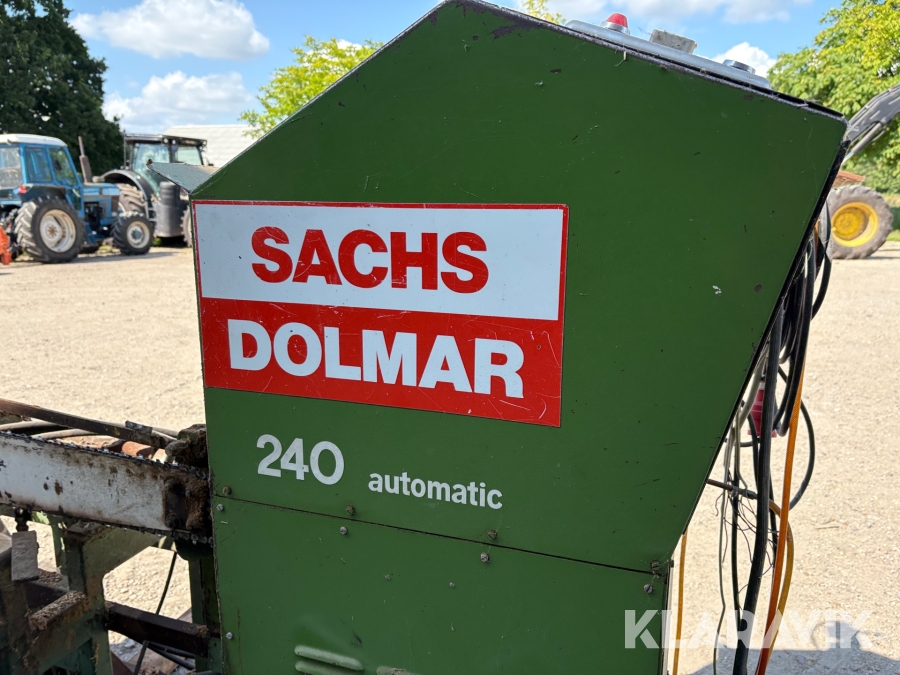 SACHS
DOLMAR
240 automatic
KLARAVIK